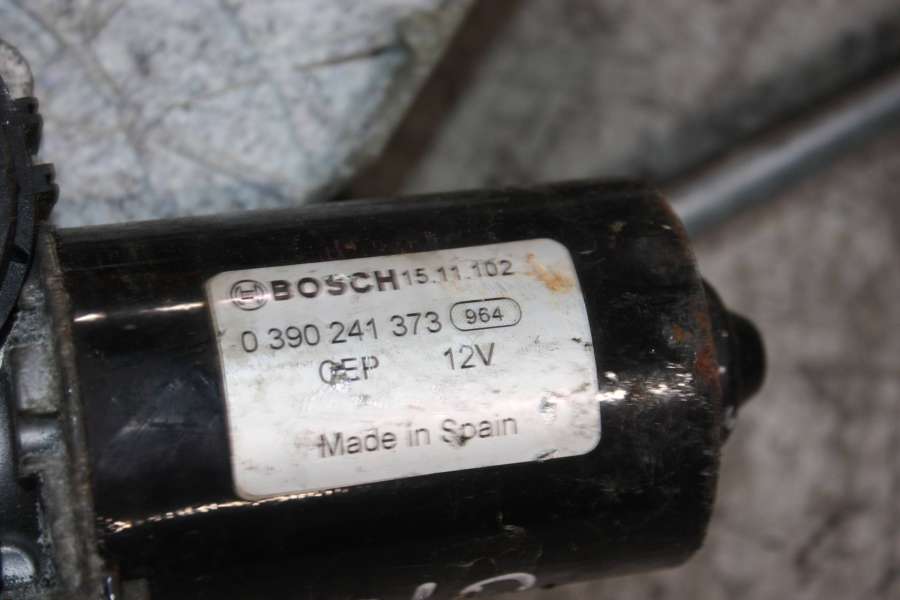 BOSCH 15.11.102
0 390 241 373 964
CEP 12V
Made in Spain